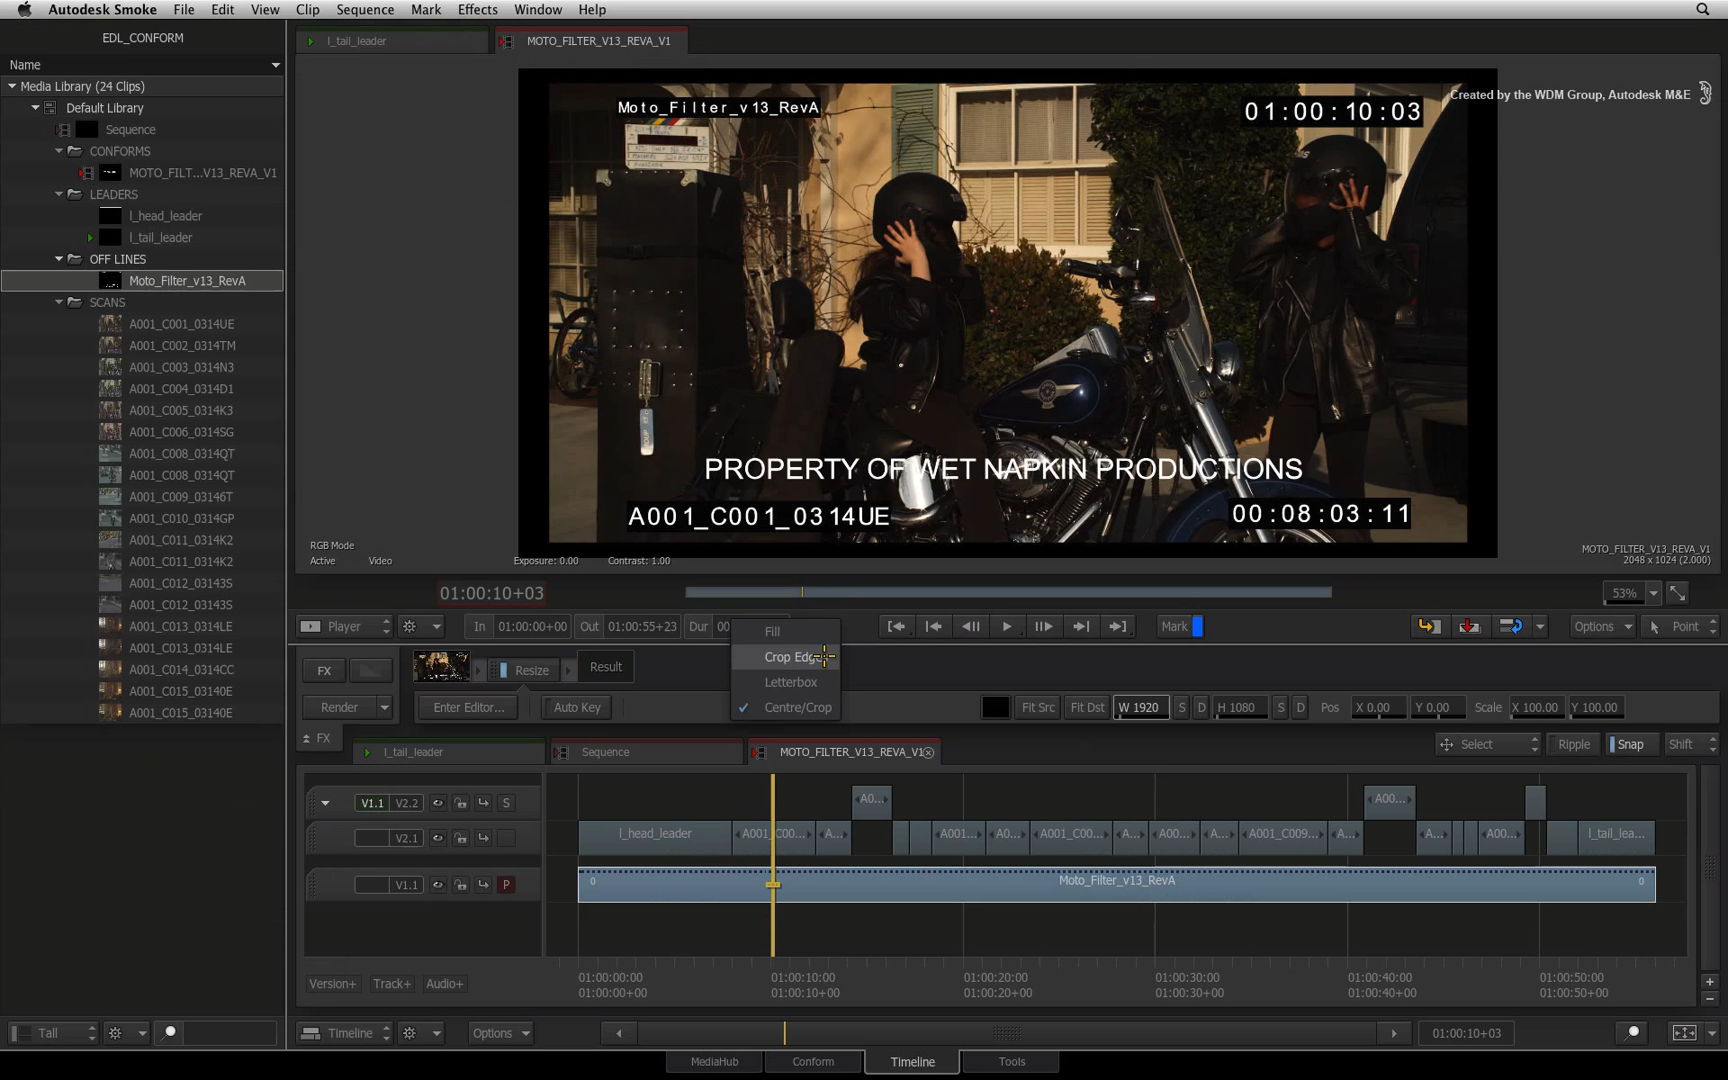 Autodesk Smoke File Edit View Clip Sequence Mark Effects Window Help
EDL_CONFORM
Name
Media Library (24 Clips)
Default Library
Sequence
CONFORMS
MOTO_FILT...V13_REVA_V1
LEADERS
l_head_leader
l_tail_leader
OFF LINES
Moto_Filter_v13_RevA
SCANS
A001_C001_0314UE
A001_C002_0314TM
A001_C003_0314N3
A001_C004_0314D1
A001_C005_0314K3
A001_C006_0314SG
A001_C008_0314QT
A001_C008_0314QT
A001_C009_03146T
A001_C010_0314GP
A001_C011_0314K2
A001_C011_0314K2
A001_C012_03143S
A001_C012_03143S
A001_C013_0314LE
A001_C013_0314LE
A001_C014_0314CC
A001_C015_03140E
A001_C015_03140E
Tall
l_tail_leader MOTO_FILTER_V13_REVA_V1
Moto_Filter_v13_RevA 01:00:10:03
Created by the WDM Group, Autodesk M&E
PROPERTY OF WET NAPKIN PRODUCTIONS
A001_C001_0314UE 00:08:03:11
RGB Mode
Active Video Exposure: 0.00 Contrast: 1.00
MOTO_FILTER_V13_REVA_V1
2048 x 1024 (2.000)
01:00:10+03 53%
Player In 01:00:00+00 Out 01:00:55+23 Dur 00 Mark Options Point
Fill
Crop Edge
Letterbox
Centre/Crop
FX Resize Result
Render Enter Editor... Auto Key Fit Src Fit Dst W 1920 S D H 1080 S D Pos X 0.00 Y 0.00 Scale X 100.00 Y 100.00
FX
l_tail_leader Sequence MOTO_FILTER_V13_REVA_V1 Select Ripple Snap Shift
V1.1 V2.2 S A0... A00...
V2.1 l_head_leader A001_C00... A... A001... A0... A001_C00... A... A00... A... A001_C009... A... A... A00... l_tail_lea...
V1.1 P 0 Moto_Filter_v13_RevA 0
Version+ Track+ Audio+
01:00:00:00 01:00:10:00 01:00:20:00 01:00:30:00 01:00:40:00 01:00:50:00
01:00:00+00 01:00:10+00 01:00:20+00 01:00:30+00 01:00:40+00 01:00:50+00
Timeline Options 01:00:10+03
MediaHub Conform Timeline Tools